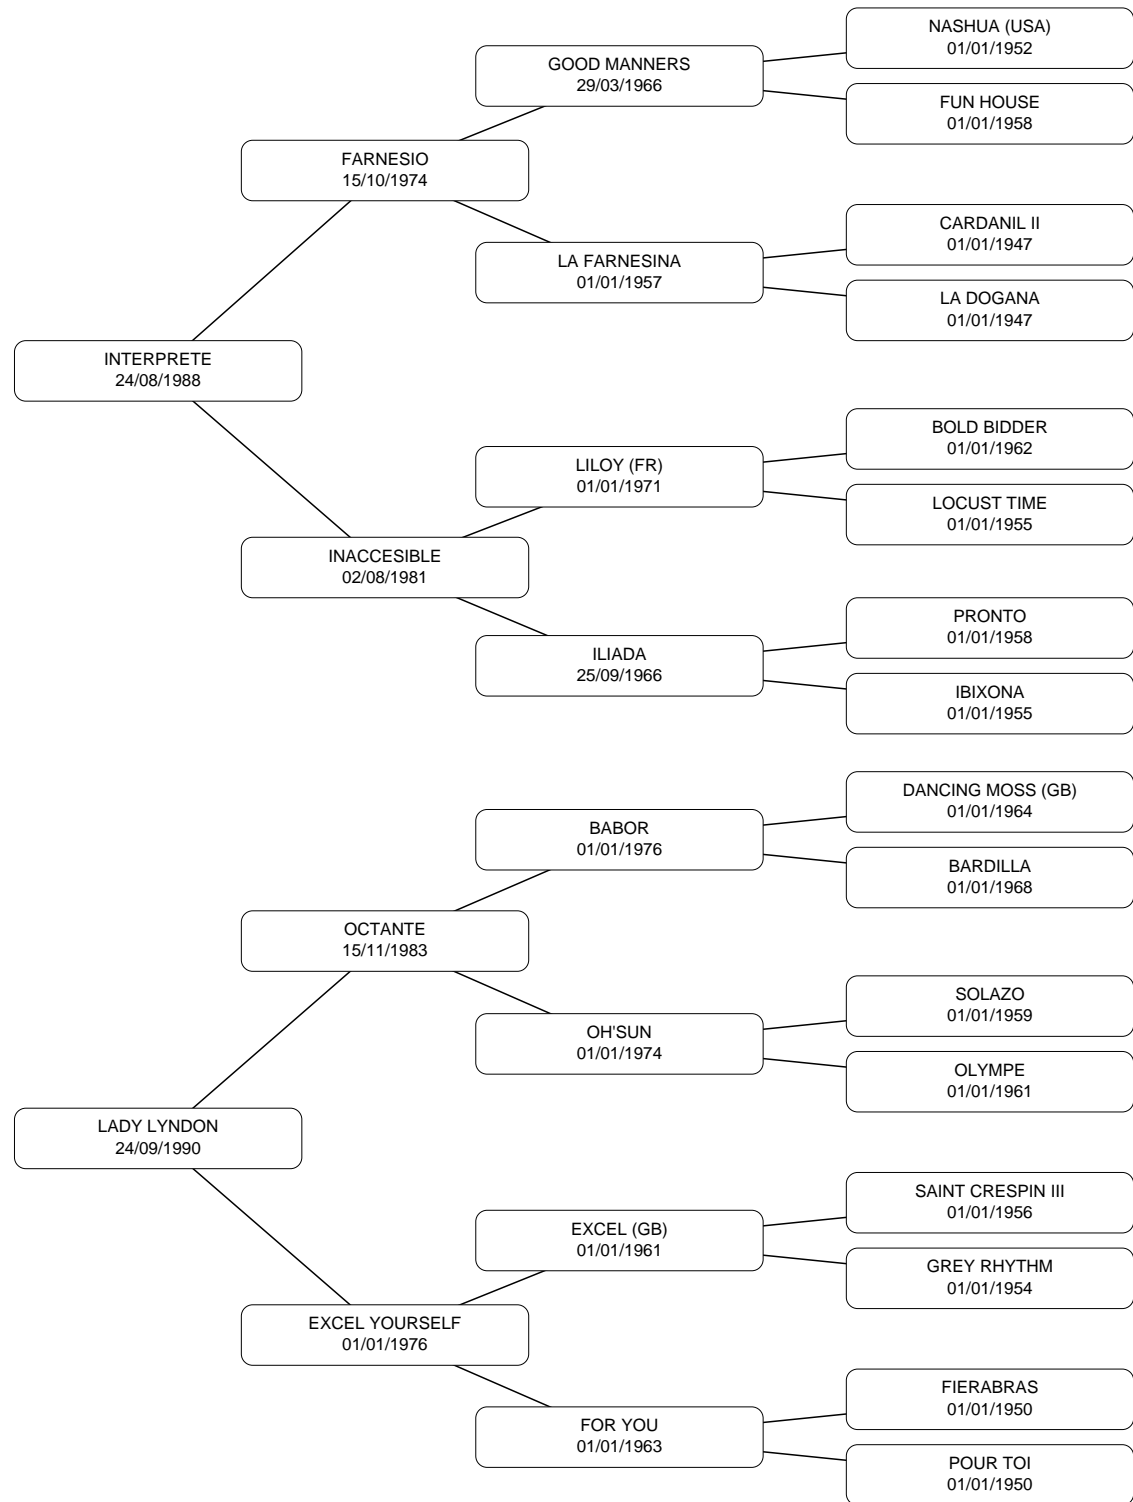 NASHUA (USA)
01/01/1952
GOOD MANNERS
29/03/1966
FUN HOUSE
01/01/1958
FARNESIO
15/10/1974
CARDANIL II
01/01/1947
LA FARNESINA
01/01/1957
LA DOGANA
01/01/1947
INTERPRETE
24/08/1988
BOLD BIDDER
01/01/1962
LILOY (FR)
01/01/1971
LOCUST TIME
01/01/1955
INACCESIBLE
02/08/1981
PRONTO
01/01/1958
ILIADA
25/09/1966
IBIXONA
01/01/1955
DANCING MOSS (GB)
01/01/1964
BABOR
01/01/1976
BARDILLA
01/01/1968
OCTANTE
15/11/1983
SOLAZO
01/01/1959
OH'SUN
01/01/1974
OLYMPE
01/01/1961
LADY LYNDON
24/09/1990
SAINT CRESPIN III
01/01/1956
EXCEL (GB)
01/01/1961
GREY RHYTHM
01/01/1954
EXCEL YOURSELF
01/01/1976
FIERABRAS
01/01/1950
FOR YOU
01/01/1963
POUR TOI
01/01/1950